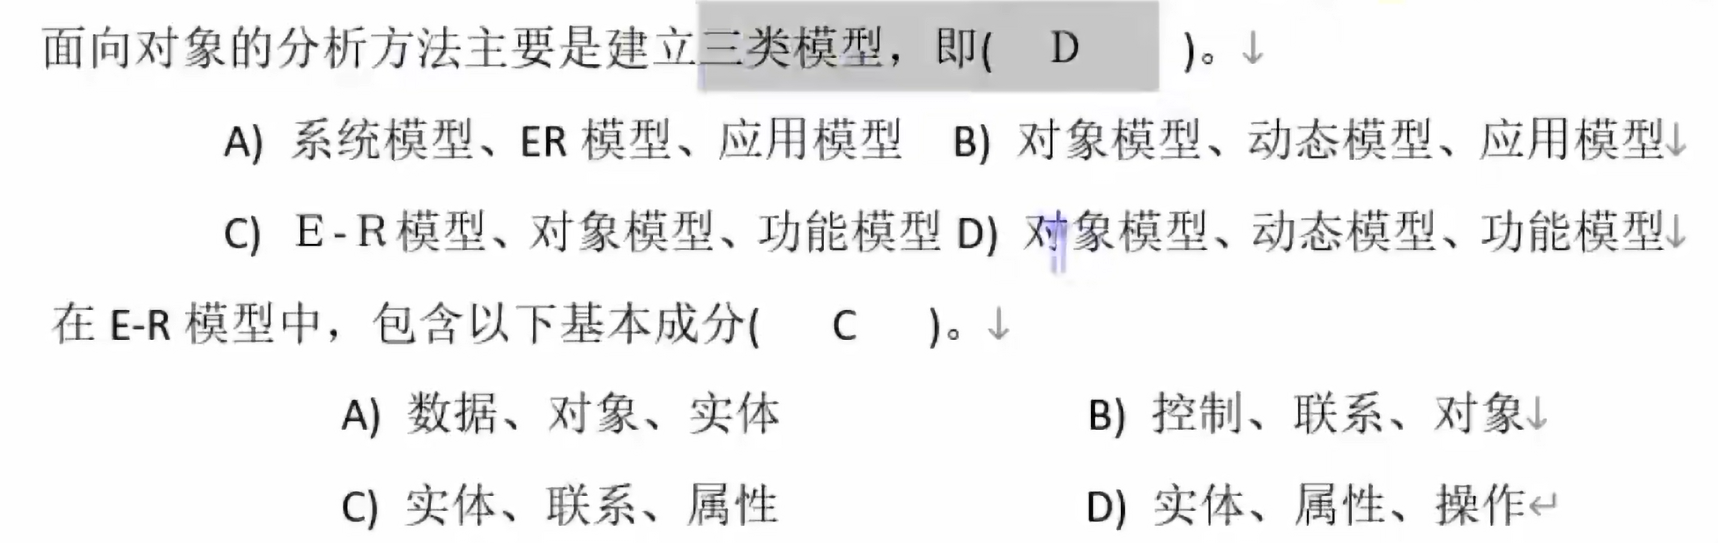 面向对象的分析方法主要是建立三类模型，即( D )。↓
A) 系统模型、ER 模型、应用模型 B) 对象模型、动态模型、应用模型↓
C) E-R模型、对象模型、功能模型 D) 对象模型、动态模型、功能模型↓
在 E-R 模型中，包含以下基本成分( C )。↓
A) 数据、对象、实体 B) 控制、联系、对象↓
C) 实体、联系、属性 D) 实体、属性、操作↵